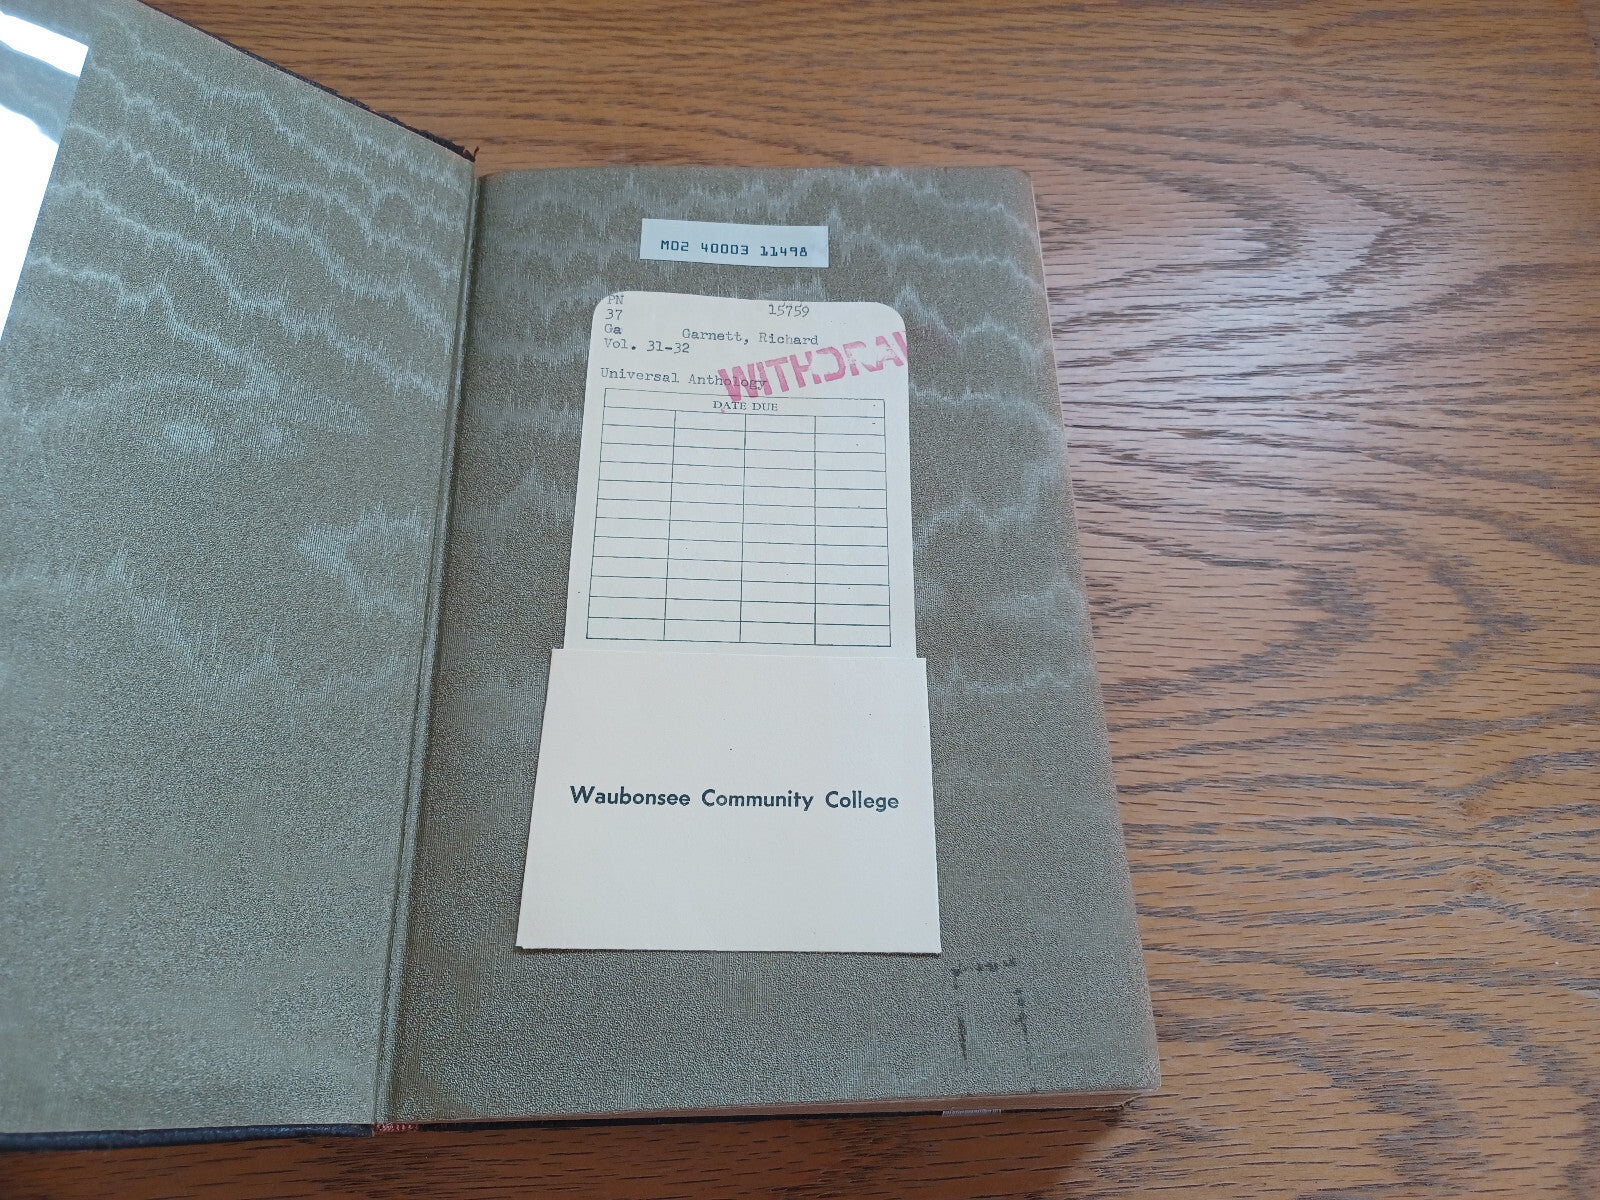 M02 40003 11498
PN 15759
37
Ga Garnett, Richard
Vol. 31-32
WITHDRA
Universal Anthology
DATE DUE
Waubonsee Community College